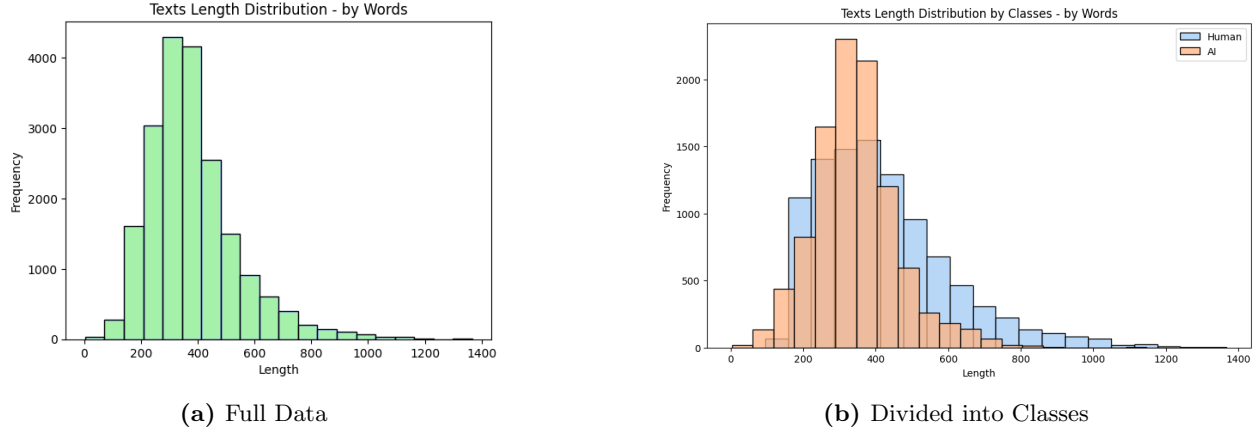 Texts Length Distribution - by Words
Frequency
4000
3000
2000
1000
0
0 200 400 600 800 1000 1200 1400
Length
(a) Full Data
Texts Length Distribution by Classes - by Words
Human
AI
Frequency
2000
1500
1000
500
0
0 200 400 600 800 1000 1200 1400
Length
(b) Divided into Classes